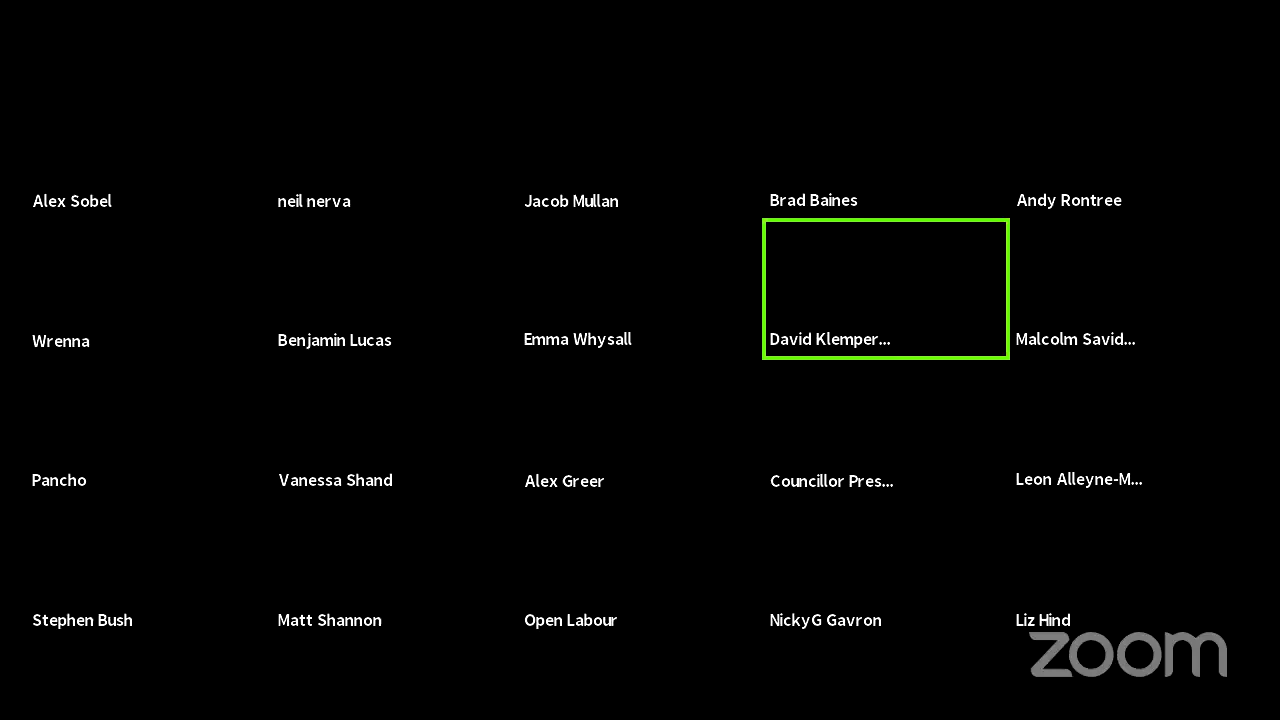 Alex Sobel
neil nerva
Jacob Mullan
Brad Baines
Andy Rontree
Wrenna
Benjamin Lucas
Emma Whysall
David Klemper...
Malcolm Savid...
Pancho
Vanessa Shand
Alex Greer
Councillor Pres...
Leon Alleyne-M...
Stephen Bush
Matt Shannon
Open Labour
NickyG Gavron
Liz Hind
zoom